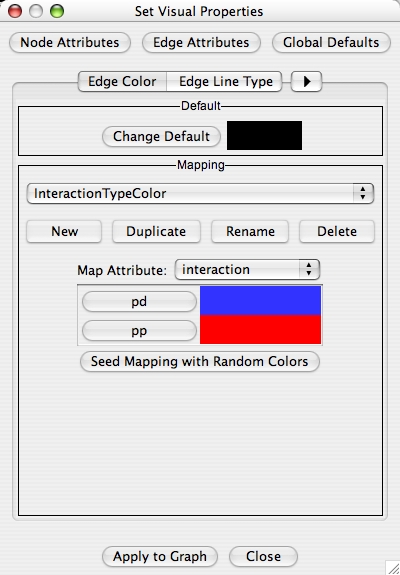 Set Visual Properties
Node Attributes Edge Attributes Global Defaults
Edge Color Edge Line Type
Default
Change Default
Mapping
InteractionTypeColor
New Duplicate Rename Delete
Map Attribute: interaction
pd
pp
Seed Mapping with Random Colors
Apply to Graph Close